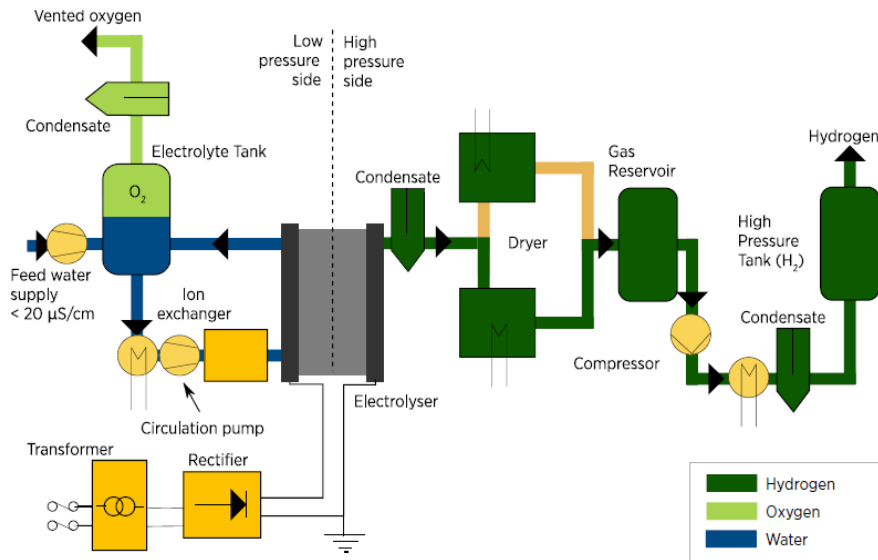 Vented oxygen
Low
pressure
side
High
pressure
side
Condensate
Electrolyte Tank
O2
Feed water
supply
< 20 µS/cm
Ion
exchanger
Circulation pump
Electrolyser
Transformer
Rectifier
Condensate
Dryer
Gas
Reservoir
Compressor
Hydrogen
High
Pressure
Tank (H2)
Condensate
Hydrogen
Oxygen
Water